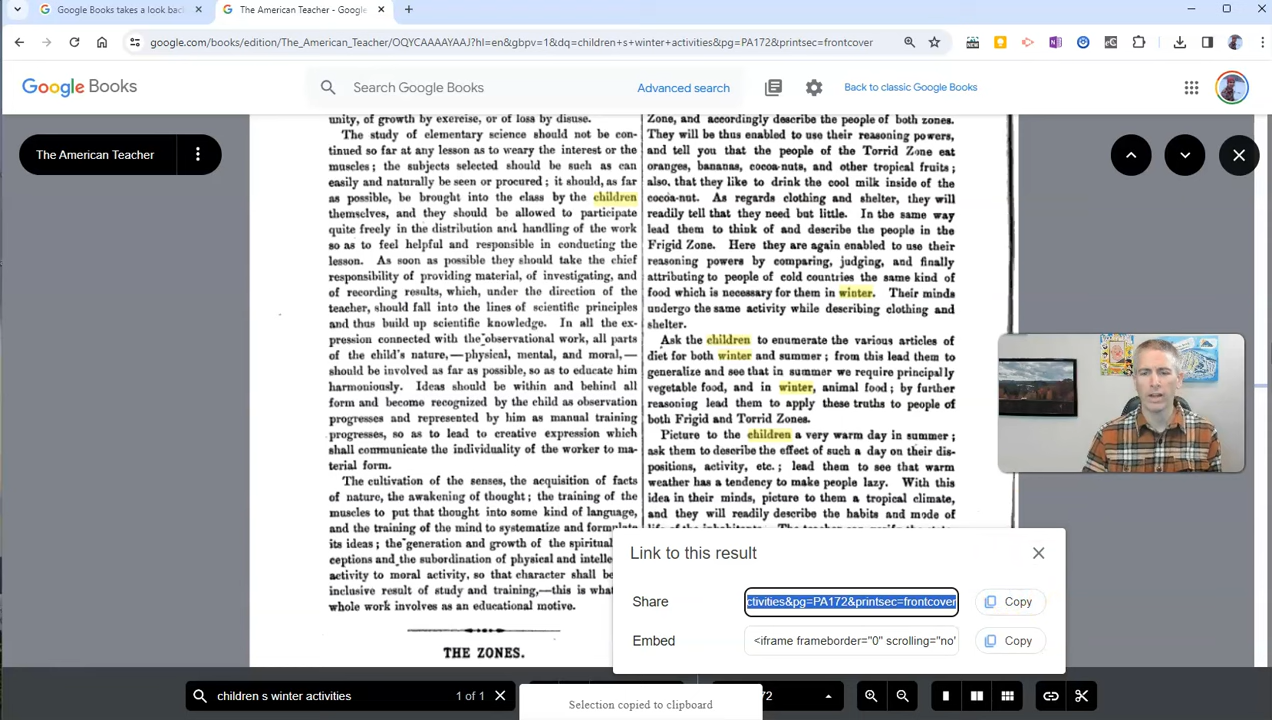 Google Books takes a look back
The American Teacher - Google
google.com/books/edition/The_American_Teacher/OQYCAAAAYAAJ?hl=en&gbpv=1&dq=children+s+winter+activities&pg=PA172&printsec=frontcover
Google Books
Search Google Books
Advanced search
Back to classic Google Books
The American Teacher
unity, of growth by exercise, or of loss by disuse.
The study of elementary science should not be con-
tinued so far at any lesson as to weary the interest or the
muscles; the subjects selected should be such as can
easily and naturally be seen or procured; it should, as far
as possible, be brought into the class by the children
themselves, and they should be allowed to participate
quite freely in the distribution and handling of the work
so as to feel helpful and responsible in conducting the
lesson. As soon as possible they should take the chief
responsibility of providing material, of investigating, and
of recording results, which, under the direction of the
teacher, should fall into the lines of scientific principles
and thus build up scientific knowledge. In all the ex-
pression connected with the observational work, all parts
of the child's nature,—physical, mental, and moral,—
should be involved as far as possible, so as to educate him
harmoniously. Ideas should be within and behind all
form and become recognized by the child as observation
progresses and represented by him as manual training
progresses, so as to lead to creative expression which
shall communicate the individuality of the worker to ma-
terial form.
The cultivation of the senses, the acquisition of facts
of nature, the awakening of thought; the training of the
muscles to put that thought into some kind of language,
and the training of the mind to systematize and formulate
its ideas; the generation and growth of the spiritual
ceptions and the subordination of physical and intelle
activity to moral activity, so that character shall be
inclusive result of study and training,—this is what
whole work involves as an educational motive.
THE ZONES.
Zone, and accordingly describe the people of both zones.
They will be thus enabled to use their reasoning powers,
and tell you that the people of the Torrid Zone eat
oranges, bananas, cocoa-nuts, and other tropical fruits;
also, that they like to drink the cool milk inside of the
cocoa-nut. As regards clothing and shelter, they will
readily tell that they need but little. In the same way
lead them to think of and describe the people in the
Frigid Zone. Here they are again enabled to use their
reasoning powers by comparing, judging, and finally
attributing to people of cold countries the same kind of
food which is necessary for them in winter. Their minds
undergo the same activity while describing clothing and
shelter.
Ask the children to enumerate the various articles of
diet for both winter and summer; from this lead them to
generalize and see that in summer we require principally
vegetable food, and in winter, animal food; by further
reasoning lead them to apply these truths to people of
both Frigid and Torrid Zones.
Picture to the children a very warm day in summer;
ask them to describe the effect of such a day on their dis-
positions, activity, etc.; lead them to see that warm
weather has a tendency to make people lazy. With this
idea in their minds, picture to them a tropical climate,
and they will readily describe the habits and mode of
Link to this result
Share
ctivities&pg=PA172&printsec=frontcover
Copy
Embed
<iframe frameborder="0" scrolling="no"
Copy
children s winter activities
1 of 1
72
Selection copied to clipboard